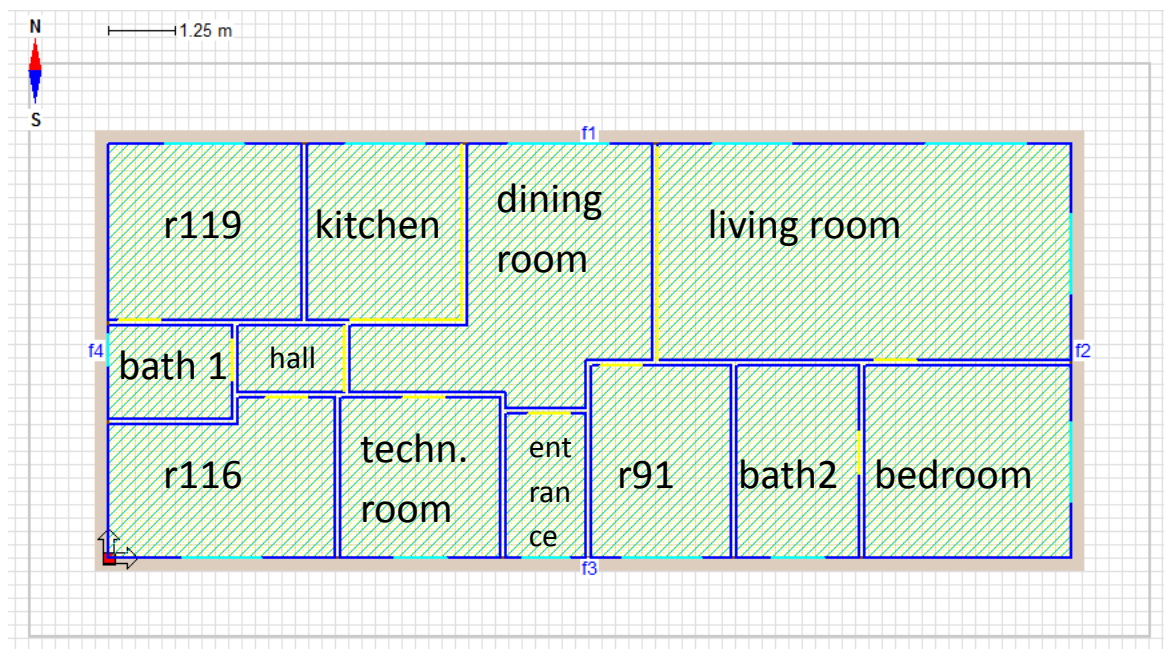 N
1.25 m
S
f1
r119
kitchen
dining
room
living room
f4
bath 1
hall
f2
r116
techn.
room
ent
ran
ce
r91
bath2
bedroom
f3